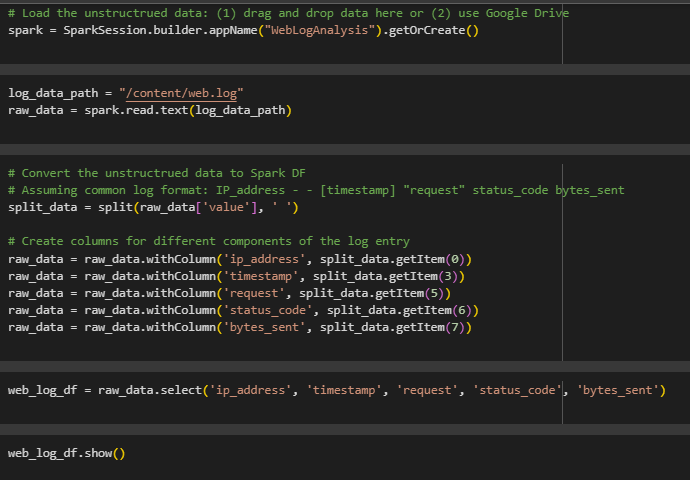 # Load the unstructrued data: (1) drag and drop data here or (2) use Google Drive
spark = SparkSession.builder.appName("WebLogAnalysis").getOrCreate()
log_data_path = "/content/web.log"
raw_data = spark.read.text(log_data_path)
# Convert the unstructrued data to Spark DF
# Assuming common log format: IP_address - - [timestamp] "request" status_code bytes_sent
split_data = split(raw_data['value'], ' ')
# Create columns for different components of the log entry
raw_data = raw_data.withColumn('ip_address', split_data.getItem(0))
raw_data = raw_data.withColumn('timestamp', split_data.getItem(3))
raw_data = raw_data.withColumn('request', split_data.getItem(5))
raw_data = raw_data.withColumn('status_code', split_data.getItem(6))
raw_data = raw_data.withColumn('bytes_sent', split_data.getItem(7))
web_log_df = raw_data.select('ip_address', 'timestamp', 'request', 'status_code', 'bytes_sent')
web_log_df.show()